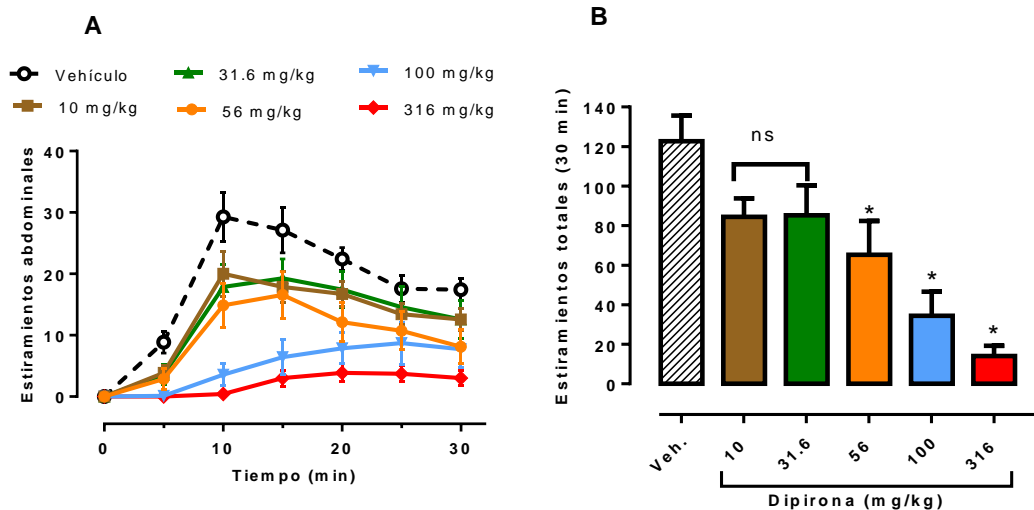 A
Vehículo
31.6 mg/kg
100 mg/kg
10 mg/kg
56 mg/kg
316 mg/kg
Estiramientos abdominales
40
30
20
10
0
0
10
20
30
Tiempo (min)
B
Estiramientos totales (30 min)
140
120
100
80
60
40
20
0
ns
*
*
*
Veh.
10
31.6
56
100
316
Dipirona (mg/kg)